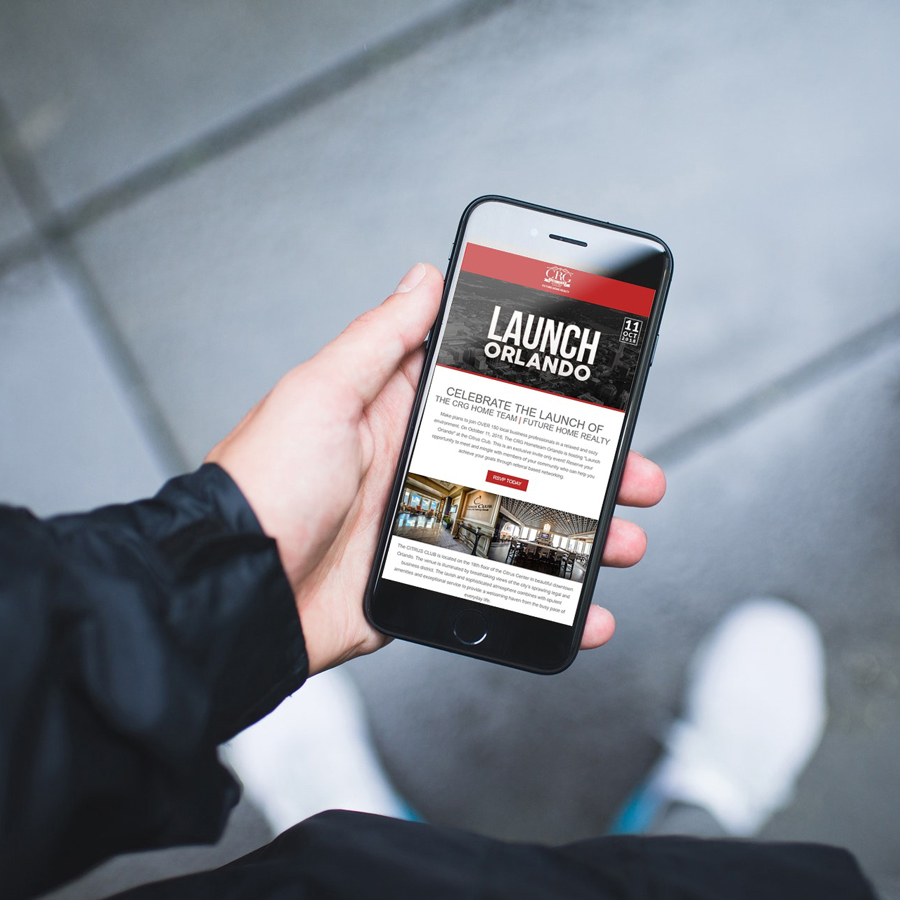 CRG
FUTURE HOME REALTY
LAUNCH
ORLANDO
11
OCT
2018
CELEBRATE THE LAUNCH OF
THE CRG HOME TEAM | FUTURE HOME REALTY
Make plans to join OVER 150 local business professionals in a relaxed and classy
environment. On October 11, 2018, The CRG Hometeam Orlando is hosting "Launch
Orlando" at the Citrus Club. This is an exclusive invite only event! Reserve your
opportunity to meet and mingle with members of your community who can help you
achieve your goals through referral based networking.
RSVP TODAY
CITRUS CLUB
The CITRUS CLUB is located on the 18th floor of the Citrus Center in beautiful downtown
Orlando. The venue is illuminated by breathtaking views of the city's sprawling legal and
business district. The lavish and sophisticated atmosphere combines with opulent
amenities and exceptional service to provide a welcoming haven from the busy pace of
everyday life.